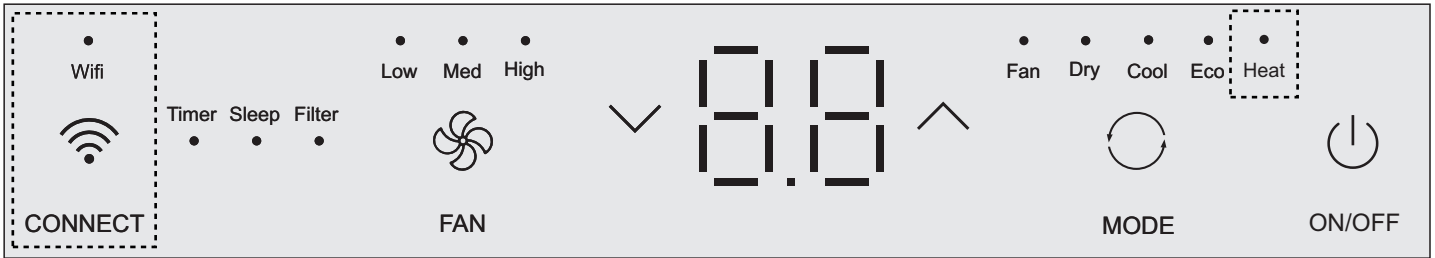 Wifi
CONNECT
Timer Sleep Filter
Low Med High
FAN
8.8
Fan Dry Cool Eco Heat
MODE
ON/OFF